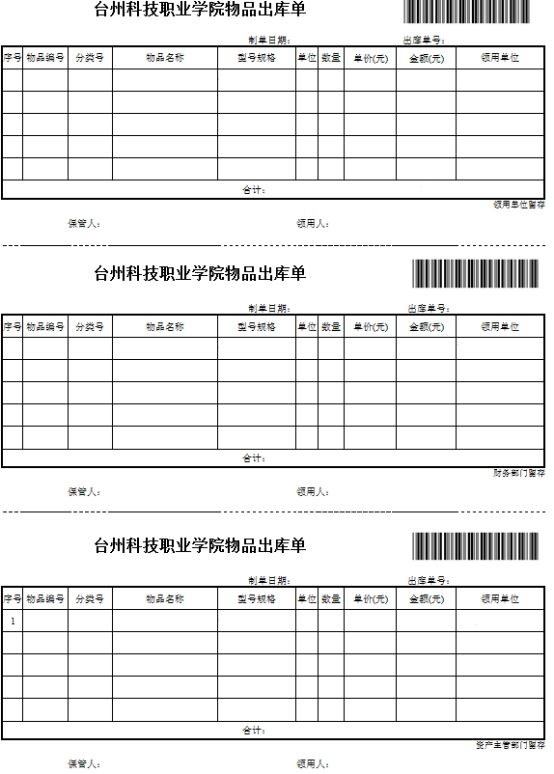 台州科技职业学院物品出库单
制单日期： 出库单号：
序号 物品编号 分类号 物品名称 型号规格 单位 数量 单价(元) 金额(元) 领用单位
合计：
领用单位留存
保管人： 领用人：
台州科技职业学院物品出库单
制单日期： 出库单号：
序号 物品编号 分类号 物品名称 型号规格 单位 数量 单价(元) 金额(元) 领用单位
合计：
财务部门留存
保管人： 领用人：
台州科技职业学院物品出库单
制单日期： 出库单号：
序号 物品编号 分类号 物品名称 型号规格 单位 数量 单价(元) 金额(元) 领用单位
1
合计：
资产主管部门留存
保管人： 领用人：